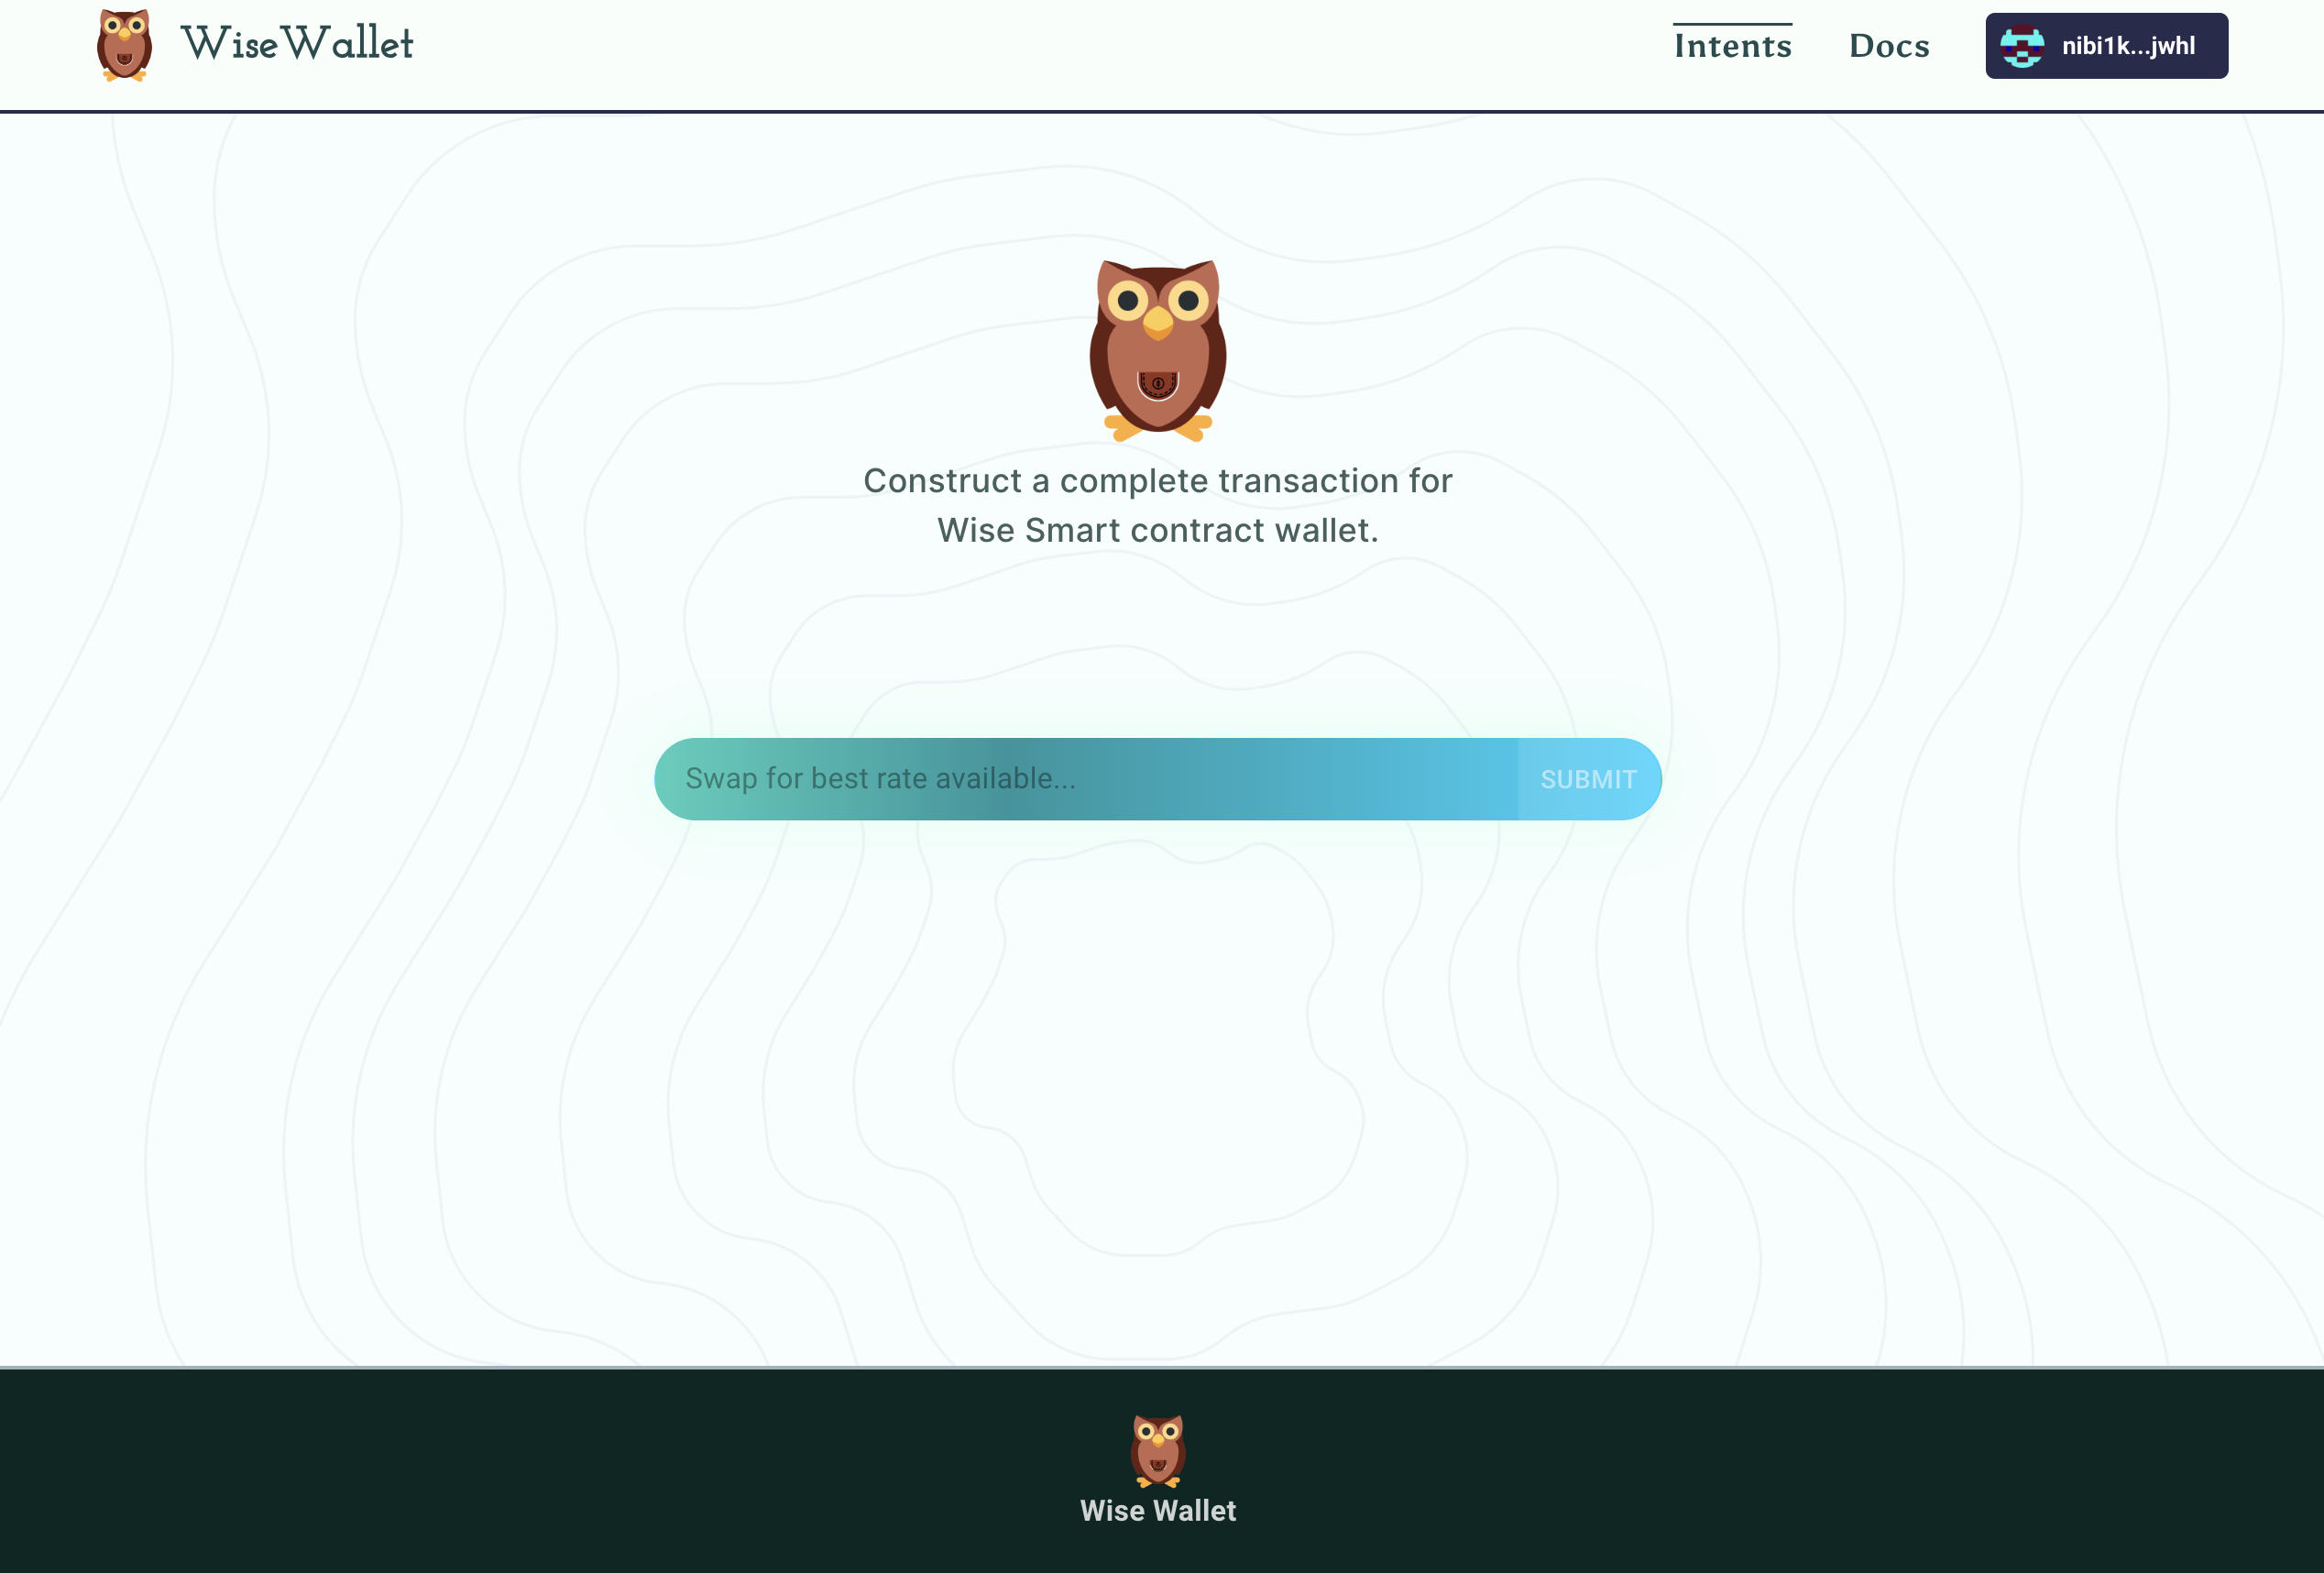 WiseWallet
Intents
Docs
nibi1k...jwhl
Construct a complete transaction for
Wise Smart contract wallet.
Swap for best rate available...
SUBMIT
Wise Wallet